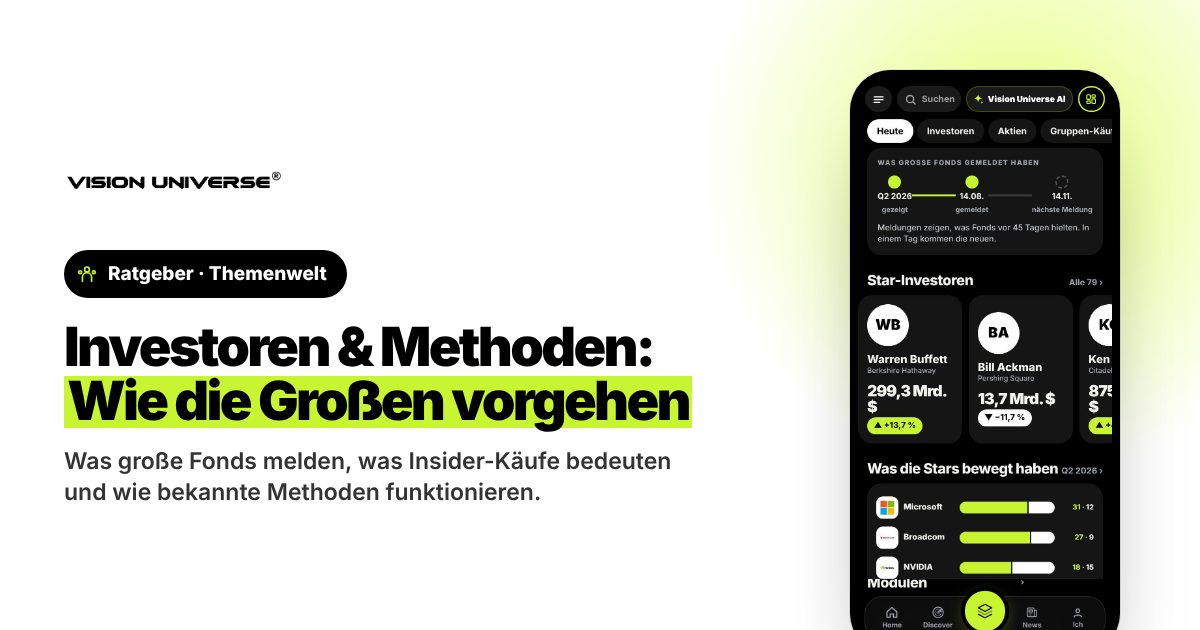 VISION UNIVERSE®
Ratgeber · Themenwelt
Investoren & Methoden:
Wie die Großen vorgehen
Was große Fonds melden, was Insider-Käufe bedeuten
und wie bekannte Methoden funktionieren.
Suchen
Vision Universe AI
Heute
Investoren
Aktien
Gruppen-Käuf
WAS GROSSE FONDS GEMELDET HABEN
Q2 2026 14.08. 14.11.
gezeigt gemeldet nächste Meldung
Meldungen zeigen, was Fonds vor 45 Tagen hielten. In
einem Tag kommen die neuen.
Star-Investoren Alle 79 ›
WB
Warren Buffett
Berkshire Hathaway
299,3 Mrd.
$
▲ +13,7 %
BA
Bill Ackman
Pershing Square
13,7 Mrd. $
▼ −11,7 %
Ken
Citadel
875
$
▲ +
Was die Stars bewegt haben Q2 2026 ›
Microsoft 31 · 12
Broadcom 27 · 9
NVIDIA 18 · 15
Modulen ›
Home
Discover
News
Ich